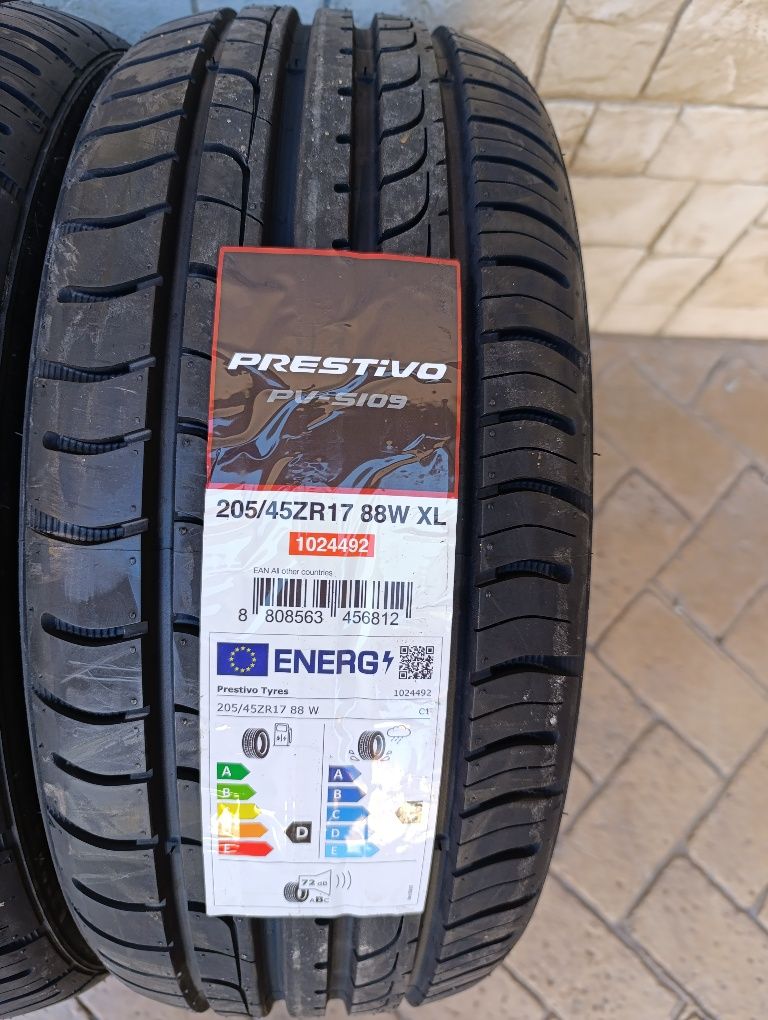 PRESTIVO
PV-S109
205/45ZR17 88W XL
1024492
EAN All other countries
8 808563 456812
ENERG
Prestivo Tyres 1024492
205/45ZR17 88 W C1
A A
B B
C
D D
E E
72 dB
ABC